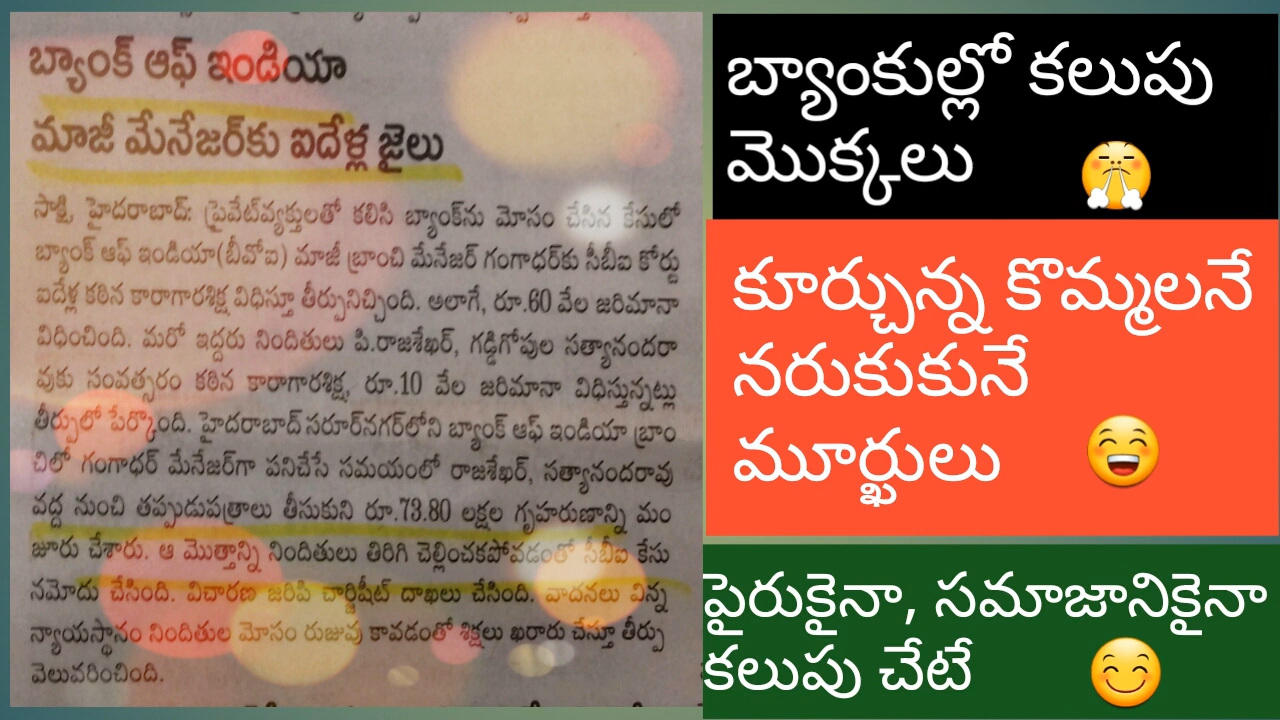 బ్యాంక్ ఆఫ్ ఇండియా
మాజీ మేనేజర్‌కు ఐదేళ్ల జైలు
సాక్షి, హైదరాబాద్: ప్రైవేట్‌వ్యక్తులతో కలిసి బ్యాంక్‌ను మోసం చేసిన కేసులో
బ్యాంక్ ఆఫ్ ఇండియా(బీవోఐ) మాజీ బ్రాంచి మేనేజర్ గంగాధర్‌కు సీబీఐ కోర్టు
ఐదేళ్ల కఠిన కారాగారశిక్ష విధిస్తూ తీర్పునిచ్చింది. అలాగే, రూ.60 వేల జరిమానా
విధించింది. మరో ఇద్దరు నిందితులు పి.రాజశేఖర్, గడ్డిగోపుల సత్యానందరా
వుకు సంవత్సరం కఠిన కారాగారశిక్ష, రూ.10 వేల జరిమానా విధిస్తున్నట్లు
తీర్పులో పేర్కొంది. హైదరాబాద్ సరూర్‌నగర్‌లోని బ్యాంక్ ఆఫ్ ఇండియా బ్రాం
చిలో గంగాధర్ మేనేజర్‌గా పనిచేసే సమయంలో రాజశేఖర్, సత్యానందరావు
వద్ద నుంచి తప్పుడుపత్రాలు తీసుకుని రూ.73.80 లక్షల గృహరుణాన్ని మం
జూరు చేశారు. ఆ మొత్తాన్ని నిందితులు తిరిగి చెల్లించకపోవడంతో సీబీఐ కేసు
నమోదు చేసింది. విచారణ జరిపి చార్జిషీట్ దాఖలు చేసింది. వాదనలు విన్న
న్యాయస్థానం నిందితుల మోసం రుజువు కావడంతో శిక్షలు ఖరారు చేస్తూ తీర్పు
వెలువరించింది.
బ్యాంకుల్లో కలుపు
మొక్కలు 😤
కూర్చున్న కొమ్మలనే
నరుకుకునే
మూర్ఖులు 😁
పైరుకైనా, సమాజానికైనా
కలుపు చేటే 😊